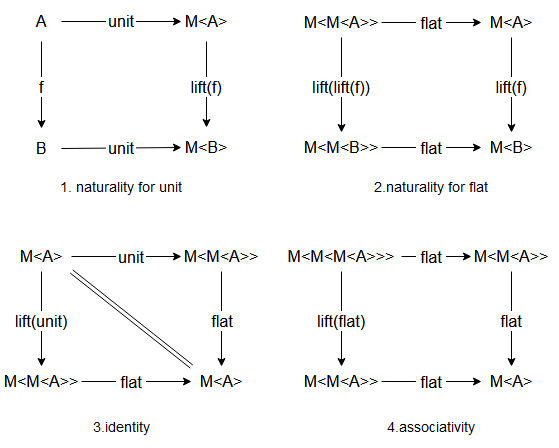 A unit M<A>
f lift(f)
B unit M<B>
1. naturality for unit
M<M<A>> flat M<A>
lift(lift(f)) lift(f)
M<M<B>> flat M<B>
2.naturality for flat
M<A> unit M<M<A>>
lift(unit) flat
M<M<A>> flat M<A>
3.identity
M<M<M<A>>> flat M<M<A>>
lift(flat) flat
M<M<A>> flat M<A>
4.associativity